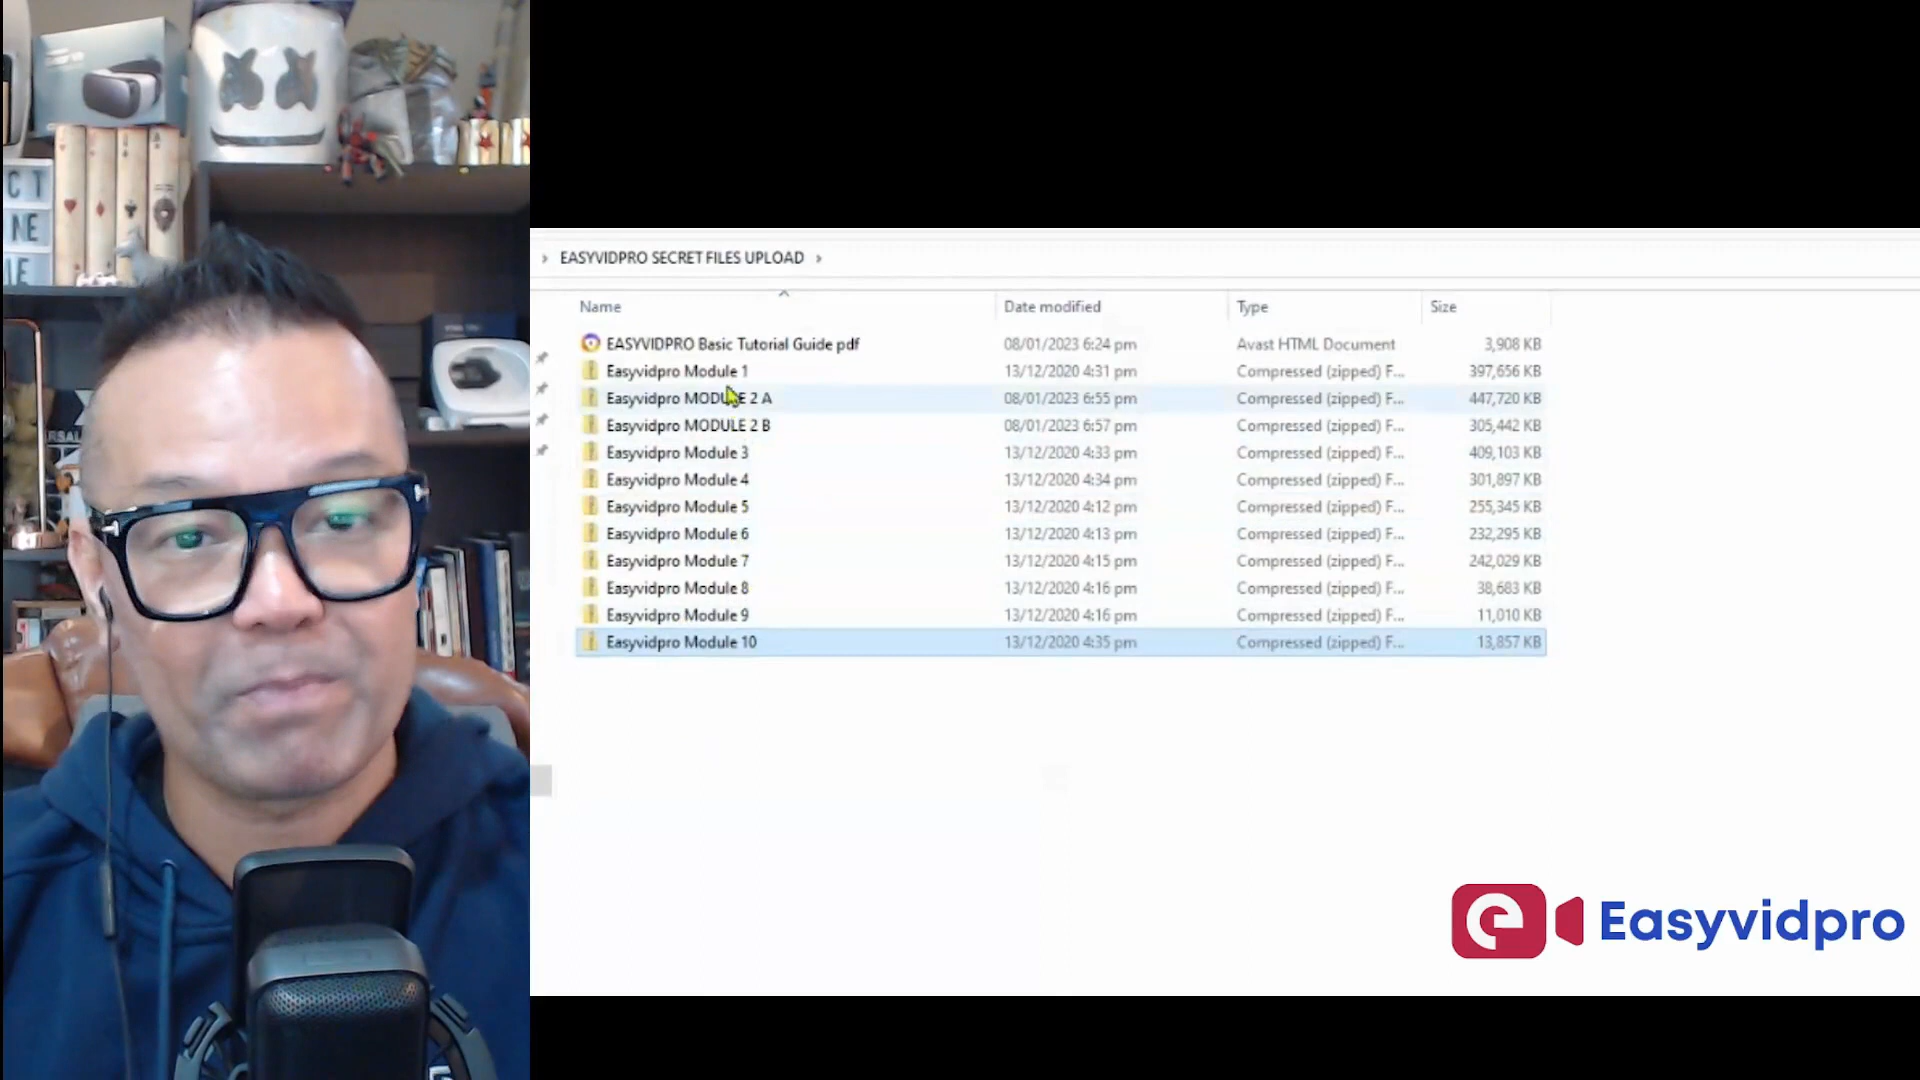 CT
NE
EASYVIDPRO SECRET FILES UPLOAD
Name Date modified Type Size
EASYVIDPRO Basic Tutorial Guide pdf 08/01/2023 6:24 pm Avast HTML Document 3,908 KB
Easyvidpro Module 1 13/12/2020 4:31 pm Compressed (zipped) F... 397,656 KB
Easyvidpro MODULE 2 A 08/01/2023 6:55 pm Compressed (zipped) F... 447,720 KB
Easyvidpro MODULE 2 B 08/01/2023 6:57 pm Compressed (zipped) F... 305,442 KB
Easyvidpro Module 3 13/12/2020 4:33 pm Compressed (zipped) F... 409,103 KB
Easyvidpro Module 4 13/12/2020 4:34 pm Compressed (zipped) F... 301,897 KB
Easyvidpro Module 5 13/12/2020 4:12 pm Compressed (zipped) F... 255,345 KB
Easyvidpro Module 6 13/12/2020 4:13 pm Compressed (zipped) F... 232,295 KB
Easyvidpro Module 7 13/12/2020 4:15 pm Compressed (zipped) F... 242,029 KB
Easyvidpro Module 8 13/12/2020 4:16 pm Compressed (zipped) F... 38,683 KB
Easyvidpro Module 9 13/12/2020 4:16 pm Compressed (zipped) F... 11,010 KB
Easyvidpro Module 10 13/12/2020 4:35 pm Compressed (zipped) F... 13,857 KB
Easyvidpro